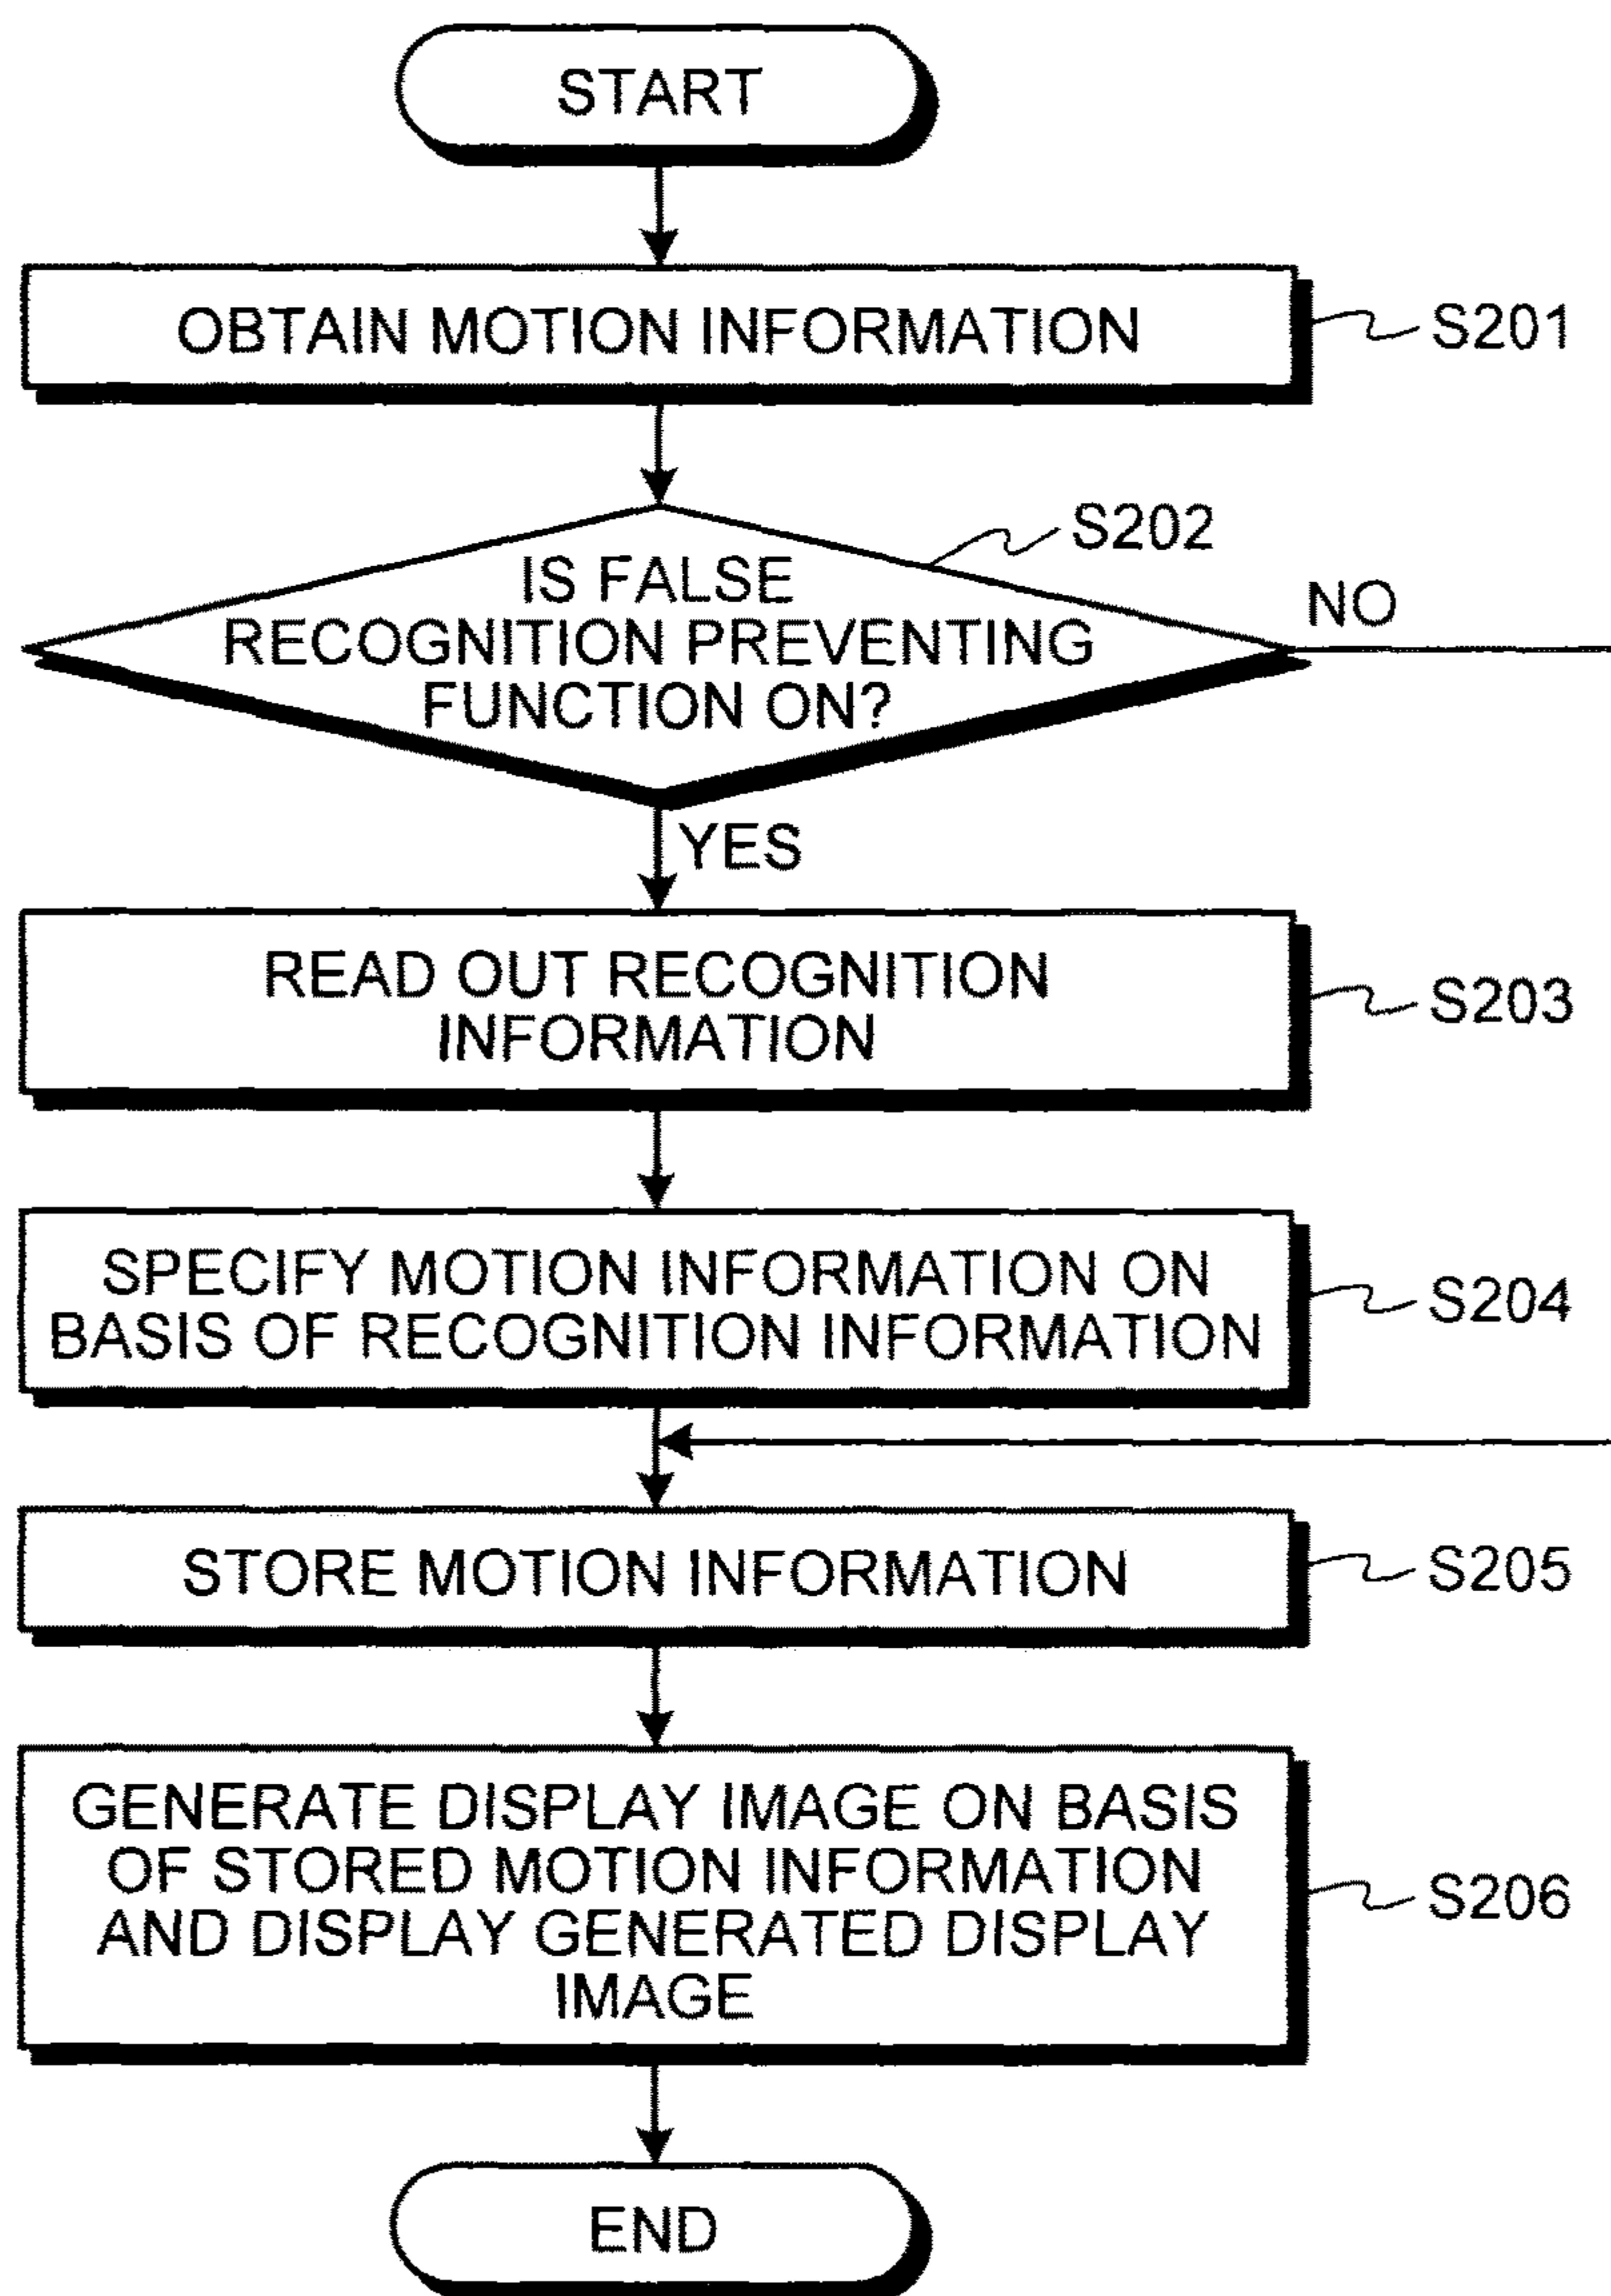 START
OBTAIN MOTION INFORMATION
S201
S202
IS FALSE
RECOGNITION PREVENTING
FUNCTION ON?
NO
YES
READ OUT RECOGNITION
INFORMATION
S203
SPECIFY MOTION INFORMATION ON
BASIS OF RECOGNITION INFORMATION
S204
STORE MOTION INFORMATION
S205
GENERATE DISPLAY IMAGE ON BASIS
OF STORED MOTION INFORMATION
AND DISPLAY GENERATED DISPLAY
IMAGE
S206
END